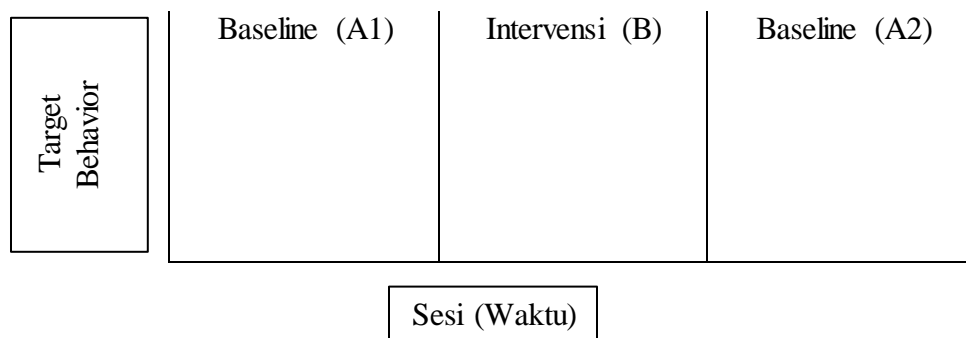 Baseline (A1)
Intervensi (B)
Baseline (A2)
Target
Behavior
Sesi (Waktu)